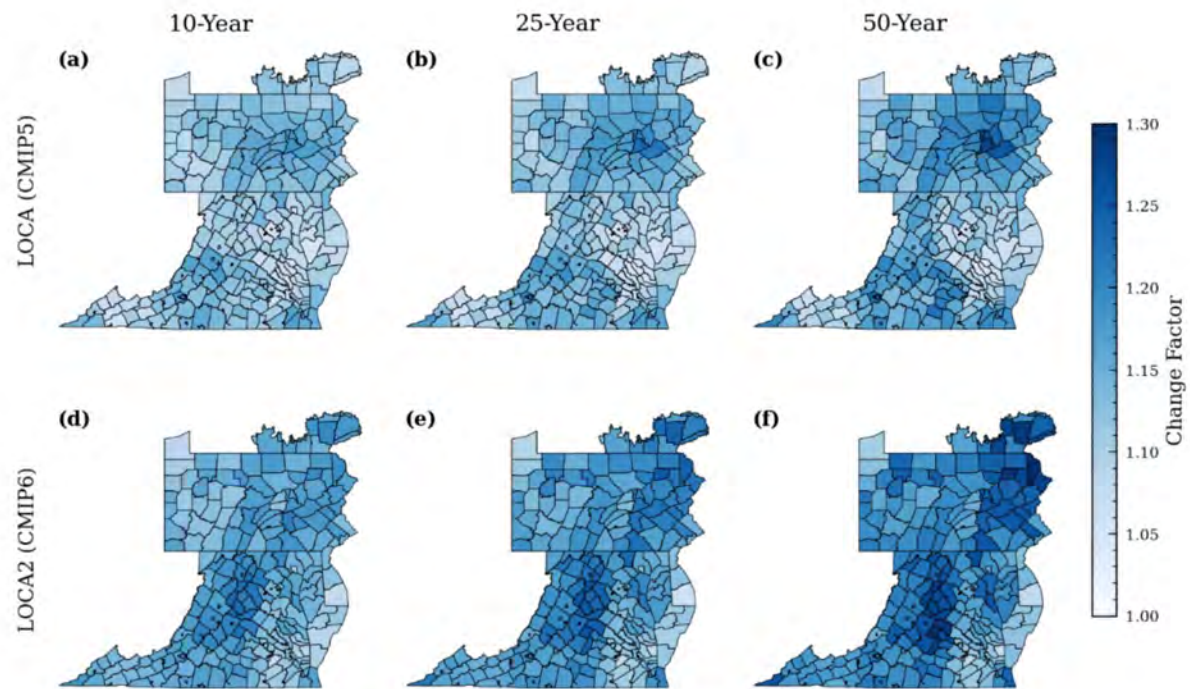 10-Year
25-Year
50-Year
(a)
(b)
(c)
LOCA (CMIP5)
(d)
(e)
(f)
LOCA2 (CMIP6)
1.30
1.25
1.20
1.15
1.10
1.05
1.00
Change Factor